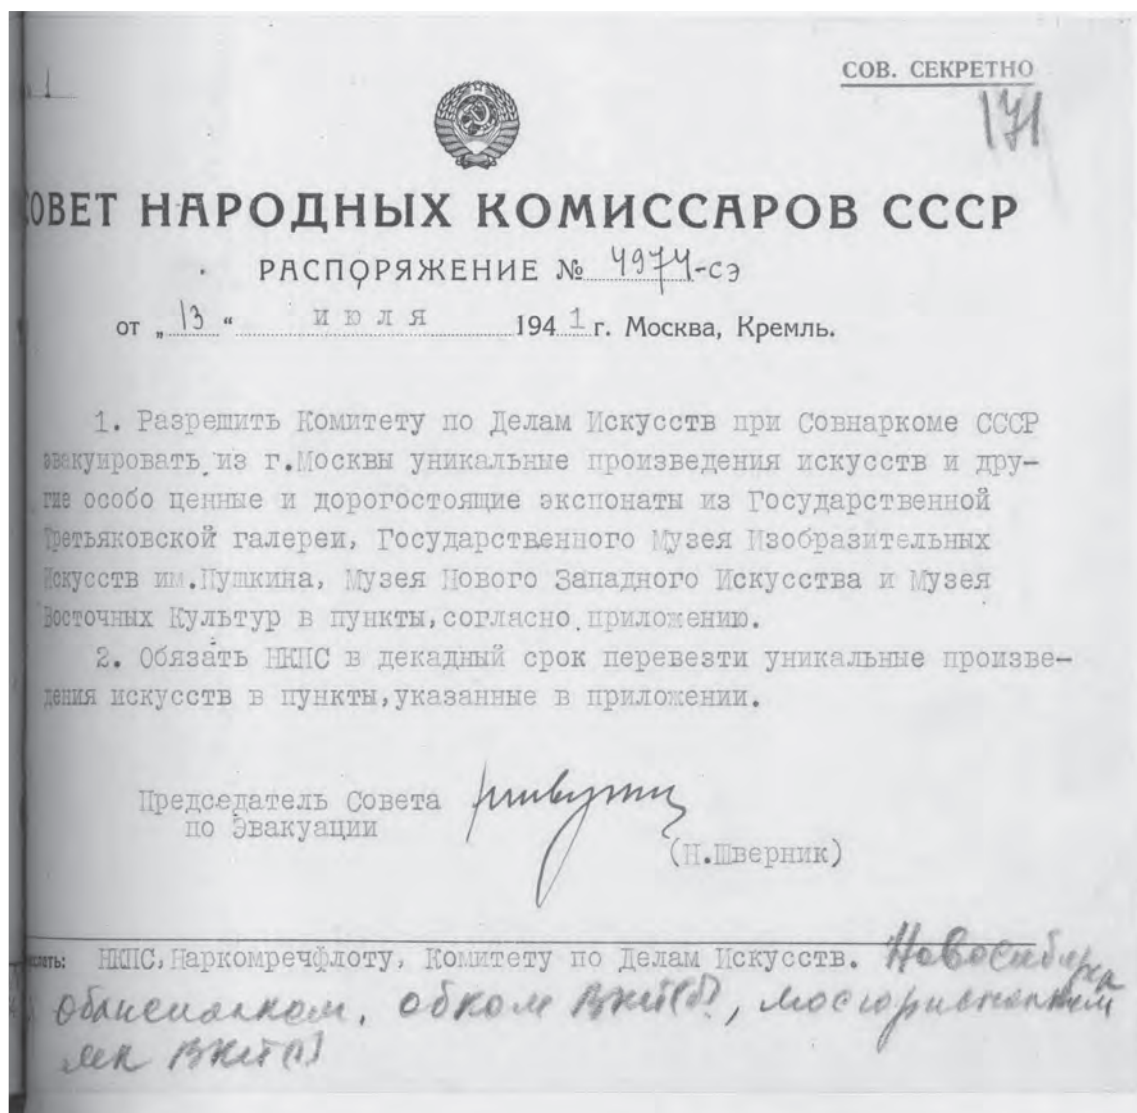 СОВ. СЕКРЕТНО
171
ОВЕТ НАРОДНЫХ КОМИССАРОВ СССР
РАСПОРЯЖЕНИЕ № 4974-сэ
от „13“ июля 1941 г. Москва, Кремль.
1. Разрешить Комитету по Делам Искусств при Совнаркоме СССР
эвакуировать из г.Москвы уникальные произведения искусств и дру-
гие особо ценные и дорогостоящие экспонаты из Государственной
Третьяковской галереи, Государственного Музея Изобразительных
Искусств им.Пушкина, Музея Нового Западного Искусства и Музея
Восточных Культур в пункты,согласно приложению.
2. Обязать НКПС в декадный срок перевезти уникальные произве-
дения искусств в пункты,указанные в приложении.
Председатель Совета
по Эвакуации
(Н.Шверник)
НКПС,Наркомречфлоту, Комитету по Делам Искусств. Новосибирск
облисполком, обком ВКП(б), мосгорисполком
мк ВКП(б)